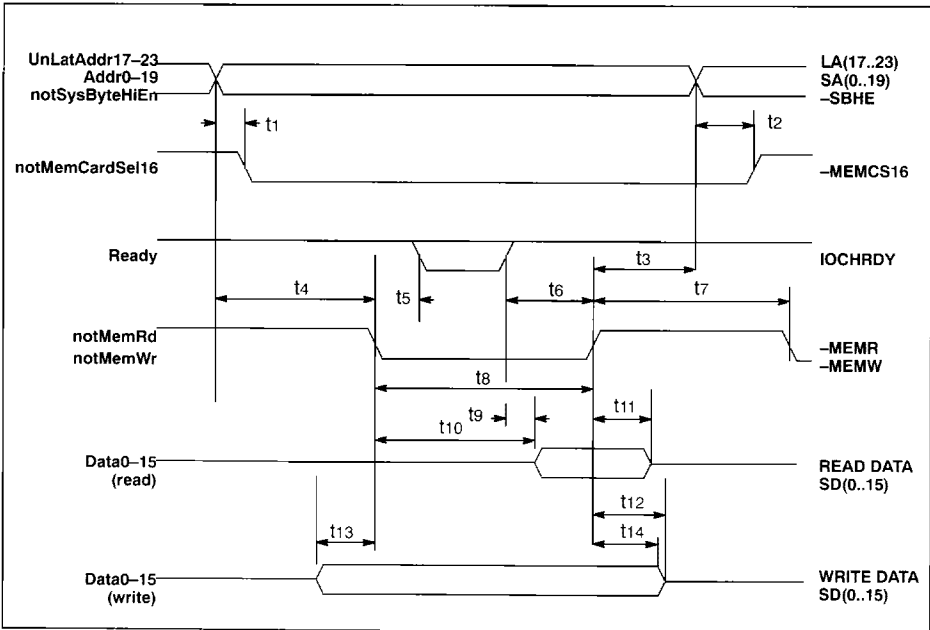 UnLatAddr17–23 LA(17..23)
Addr0–19 SA(0..19)
notSysByteHiEn –SBHE
t1 t2
notMemCardSel16 –MEMCS16
Ready IOCHRDY
t3
t4 t5 t6 t7
notMemRd –MEMR
notMemWr –MEMW
t8
t9 t11
t10
Data0–15 READ DATA
(read) SD(0..15)
t12
t13 t14
Data0–15 WRITE DATA
(write) SD(0..15)